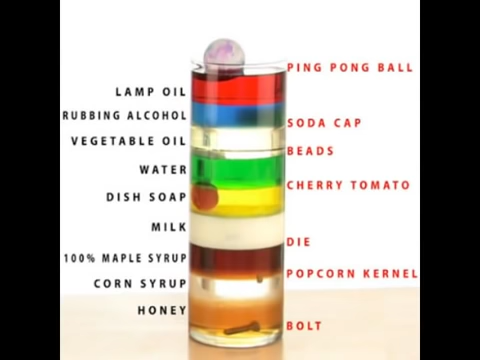 PING PONG BALL
LAMP OIL
RUBBING ALCOHOL
SODA CAP
VEGETABLE OIL
BEADS
WATER
CHERRY TOMATO
DISH SOAP
MILK
DIE
100% MAPLE SYRUP
POPCORN KERNEL
CORN SYRUP
HONEY
BOLT